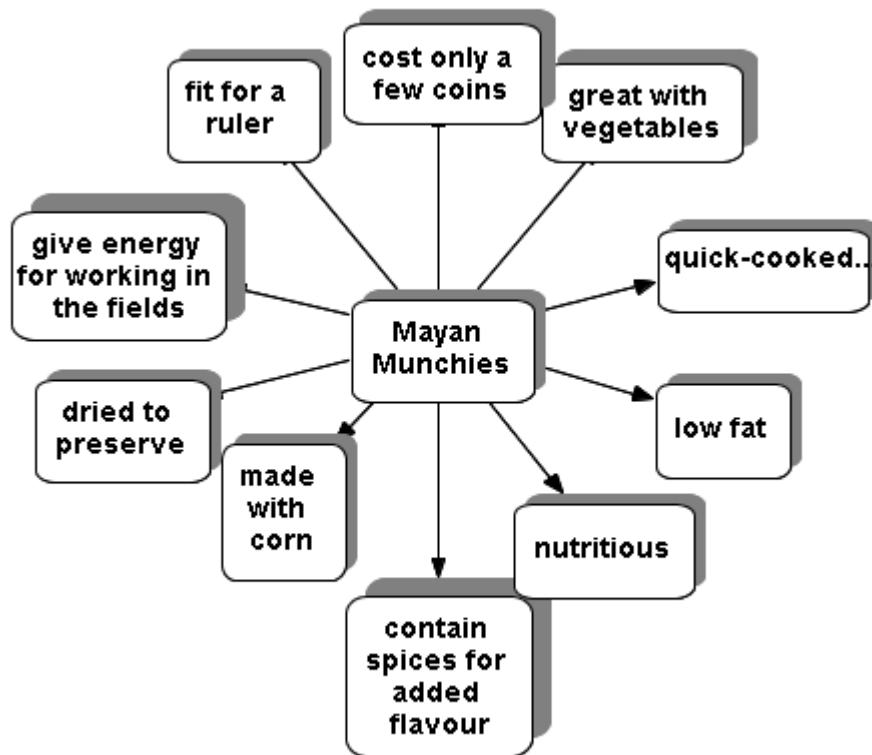 cost only a
few coins
fit for a
ruler
great with
vegetables
give energy
for working in
the fields
quick-cooked..
Mayan
Munchies
dried to
preserve
low fat
made
with
corn
nutritious
contain
spices for
added
flavour